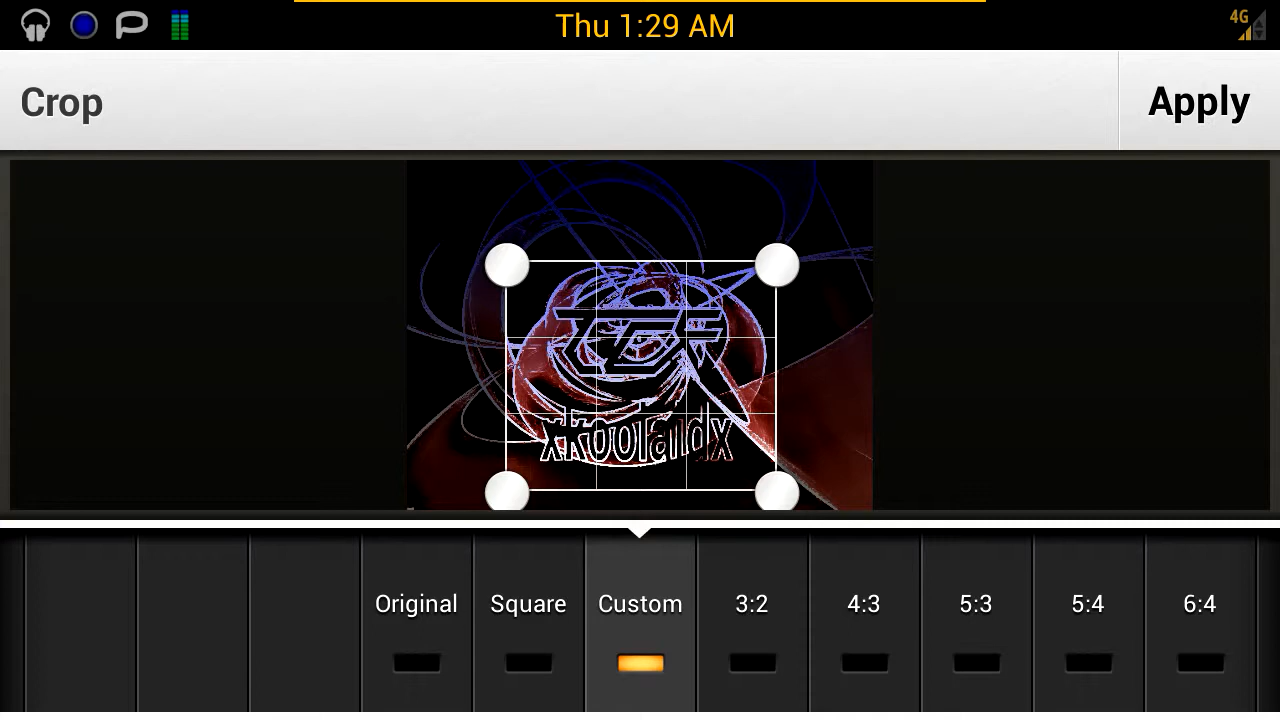 Thu 1:29 AM
4G
Crop
Apply
xkoolaidx
Original
Square
Custom
3:2
4:3
5:3
5:4
6:4